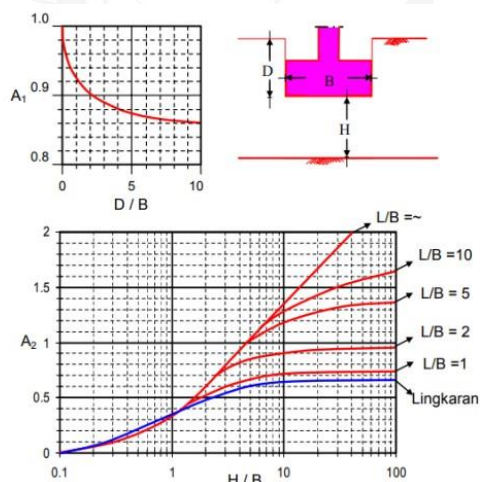 1.0
0.9
A1
0.8
0
5
10
D / B
D
B
H
2
1.5
A2
1
0.5
0
0.1
1
10
100
H / B
L/B =~
L/B =10
L/B = 5
L/B = 2
L/B =1
Lingkaran